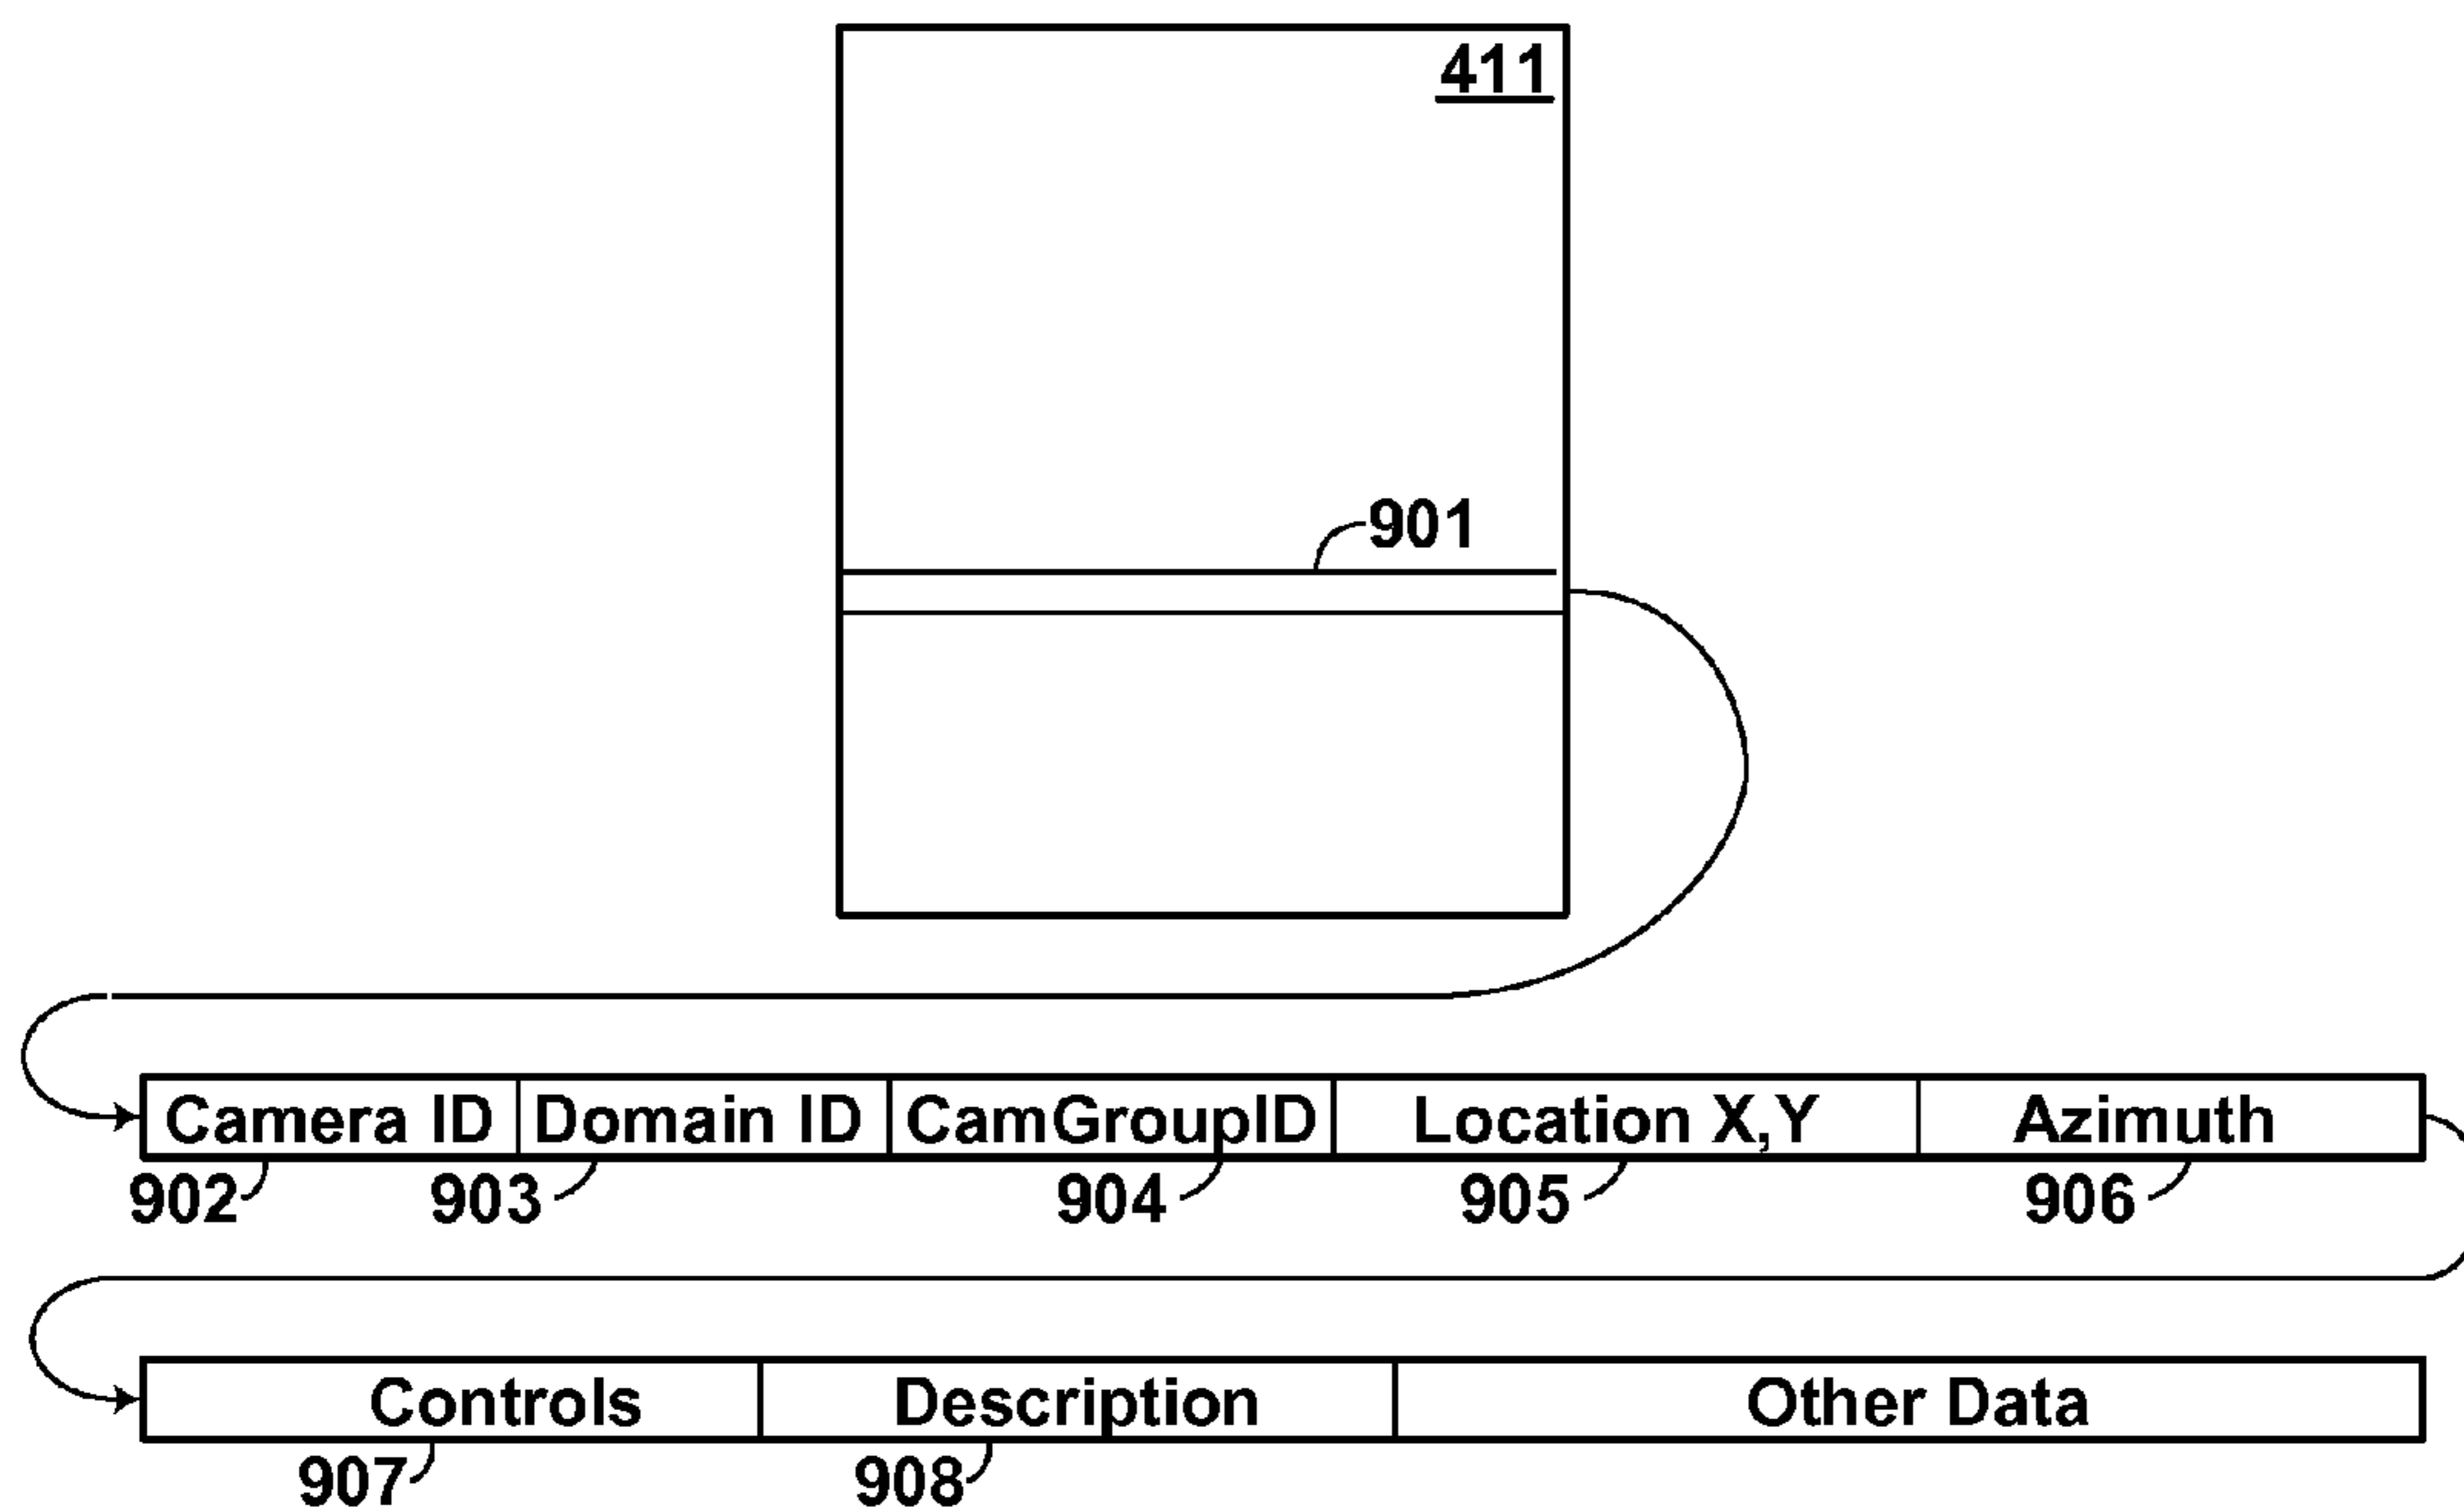 411
901
Camera ID Domain ID CamGroupID Location X,Y Azimuth
902 903 904 905 906
Controls Description Other Data
907 908